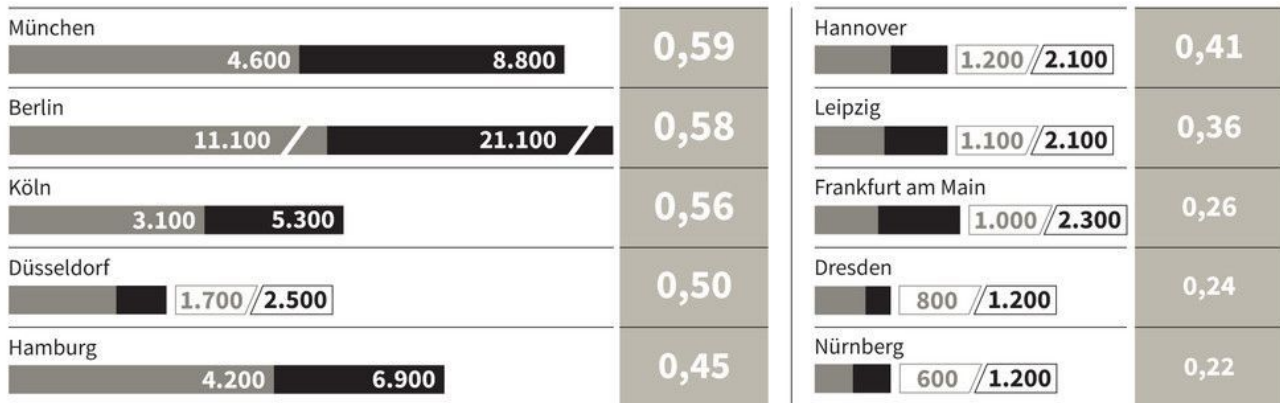 München
4.600 8.800 0,59
Berlin
11.100 21.100 0,58
Köln
3.100 5.300 0,56
Düsseldorf
1.700 2.500 0,50
Hamburg
4.200 6.900 0,45
Hannover
1.200 2.100 0,41
Leipzig
1.100 2.100 0,36
Frankfurt am Main
1.000 2.300 0,26
Dresden
800 1.200 0,24
Nürnberg
600 1.200 0,22